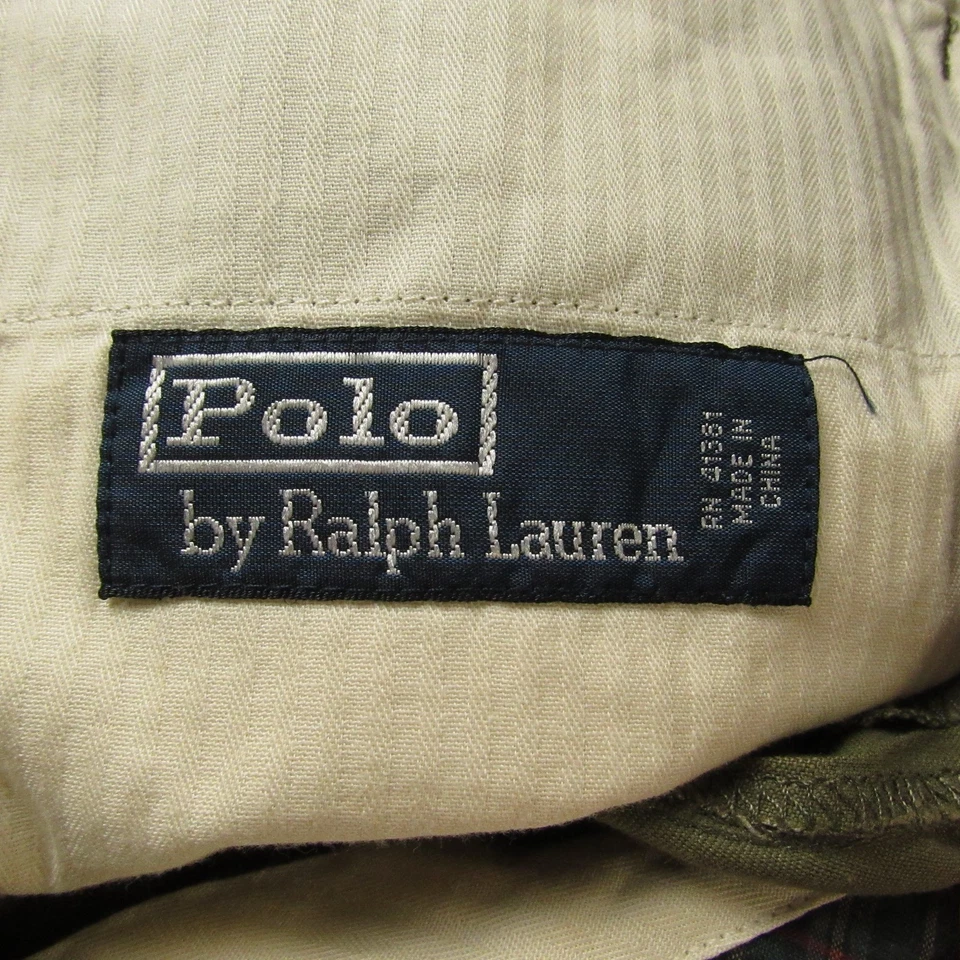 Polo
by Ralph Lauren
RN 41381
MADE IN
CHINA